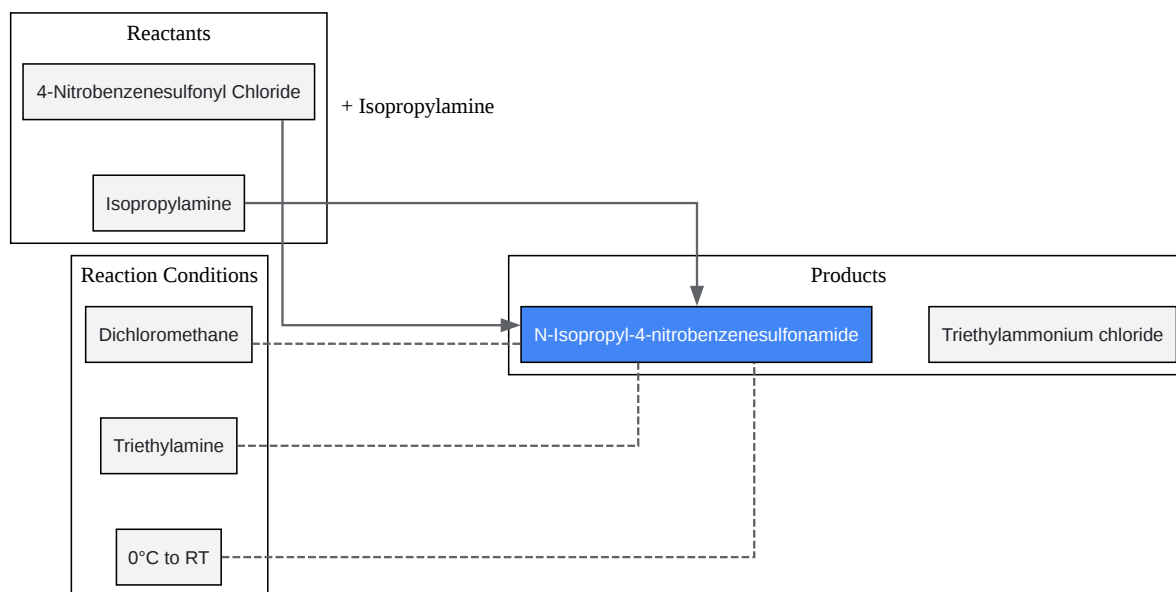 Reactants
4-Nitrobenzenesulfonyl Chloride
+ Isopropylamine
Isopropylamine
Reaction Conditions
Products
Dichloromethane
N-Isopropyl-4-nitrobenzenesulfonamide
Triethylammonium chloride
Triethylamine
0°C to RT